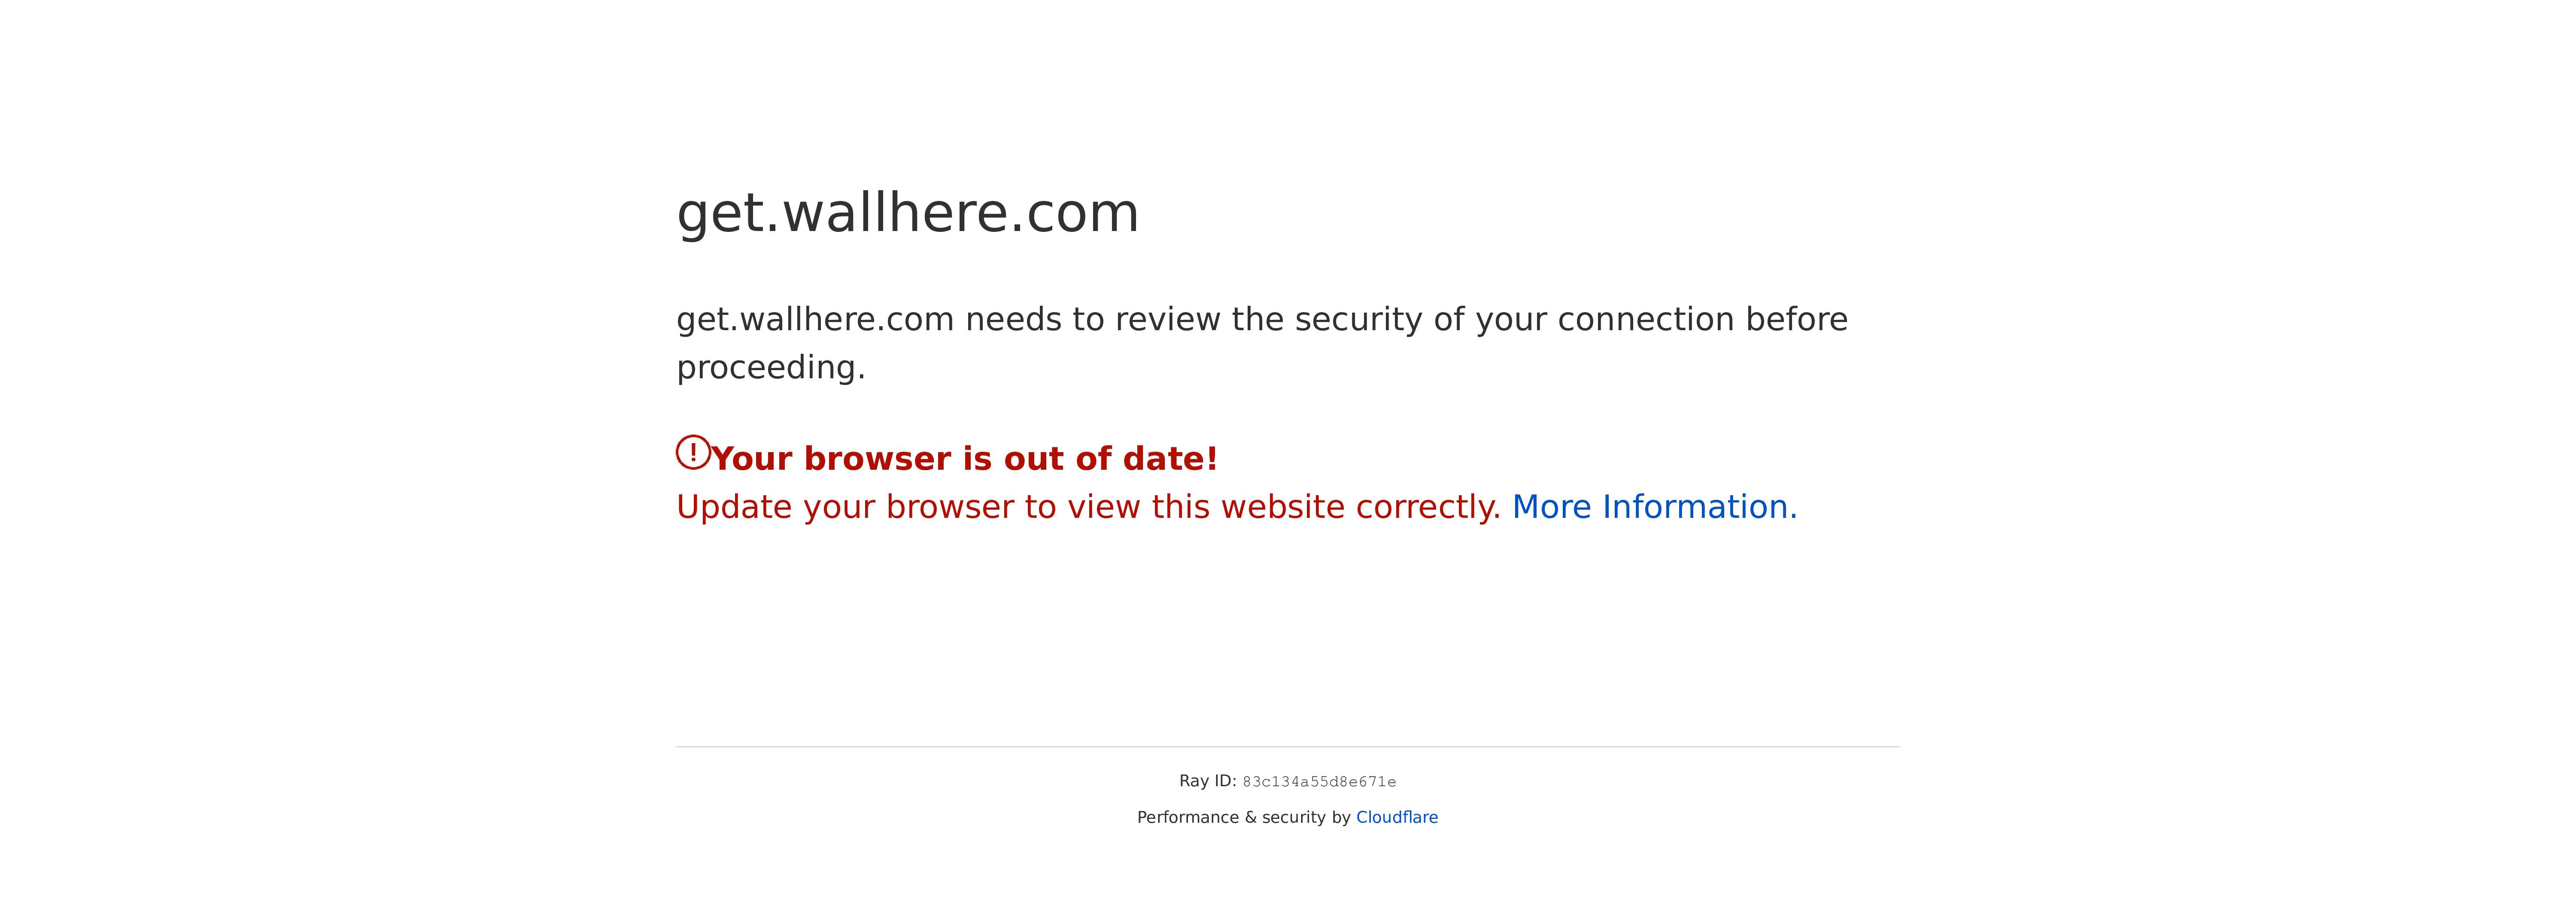 get.wallhere.com
get.wallhere.com needs to review the security of your connection before
proceeding.
Your browser is out of date!
Update your browser to view this website correctly. More Information.
Ray ID: 83c134a55d8e671e
Performance & security by Cloudflare